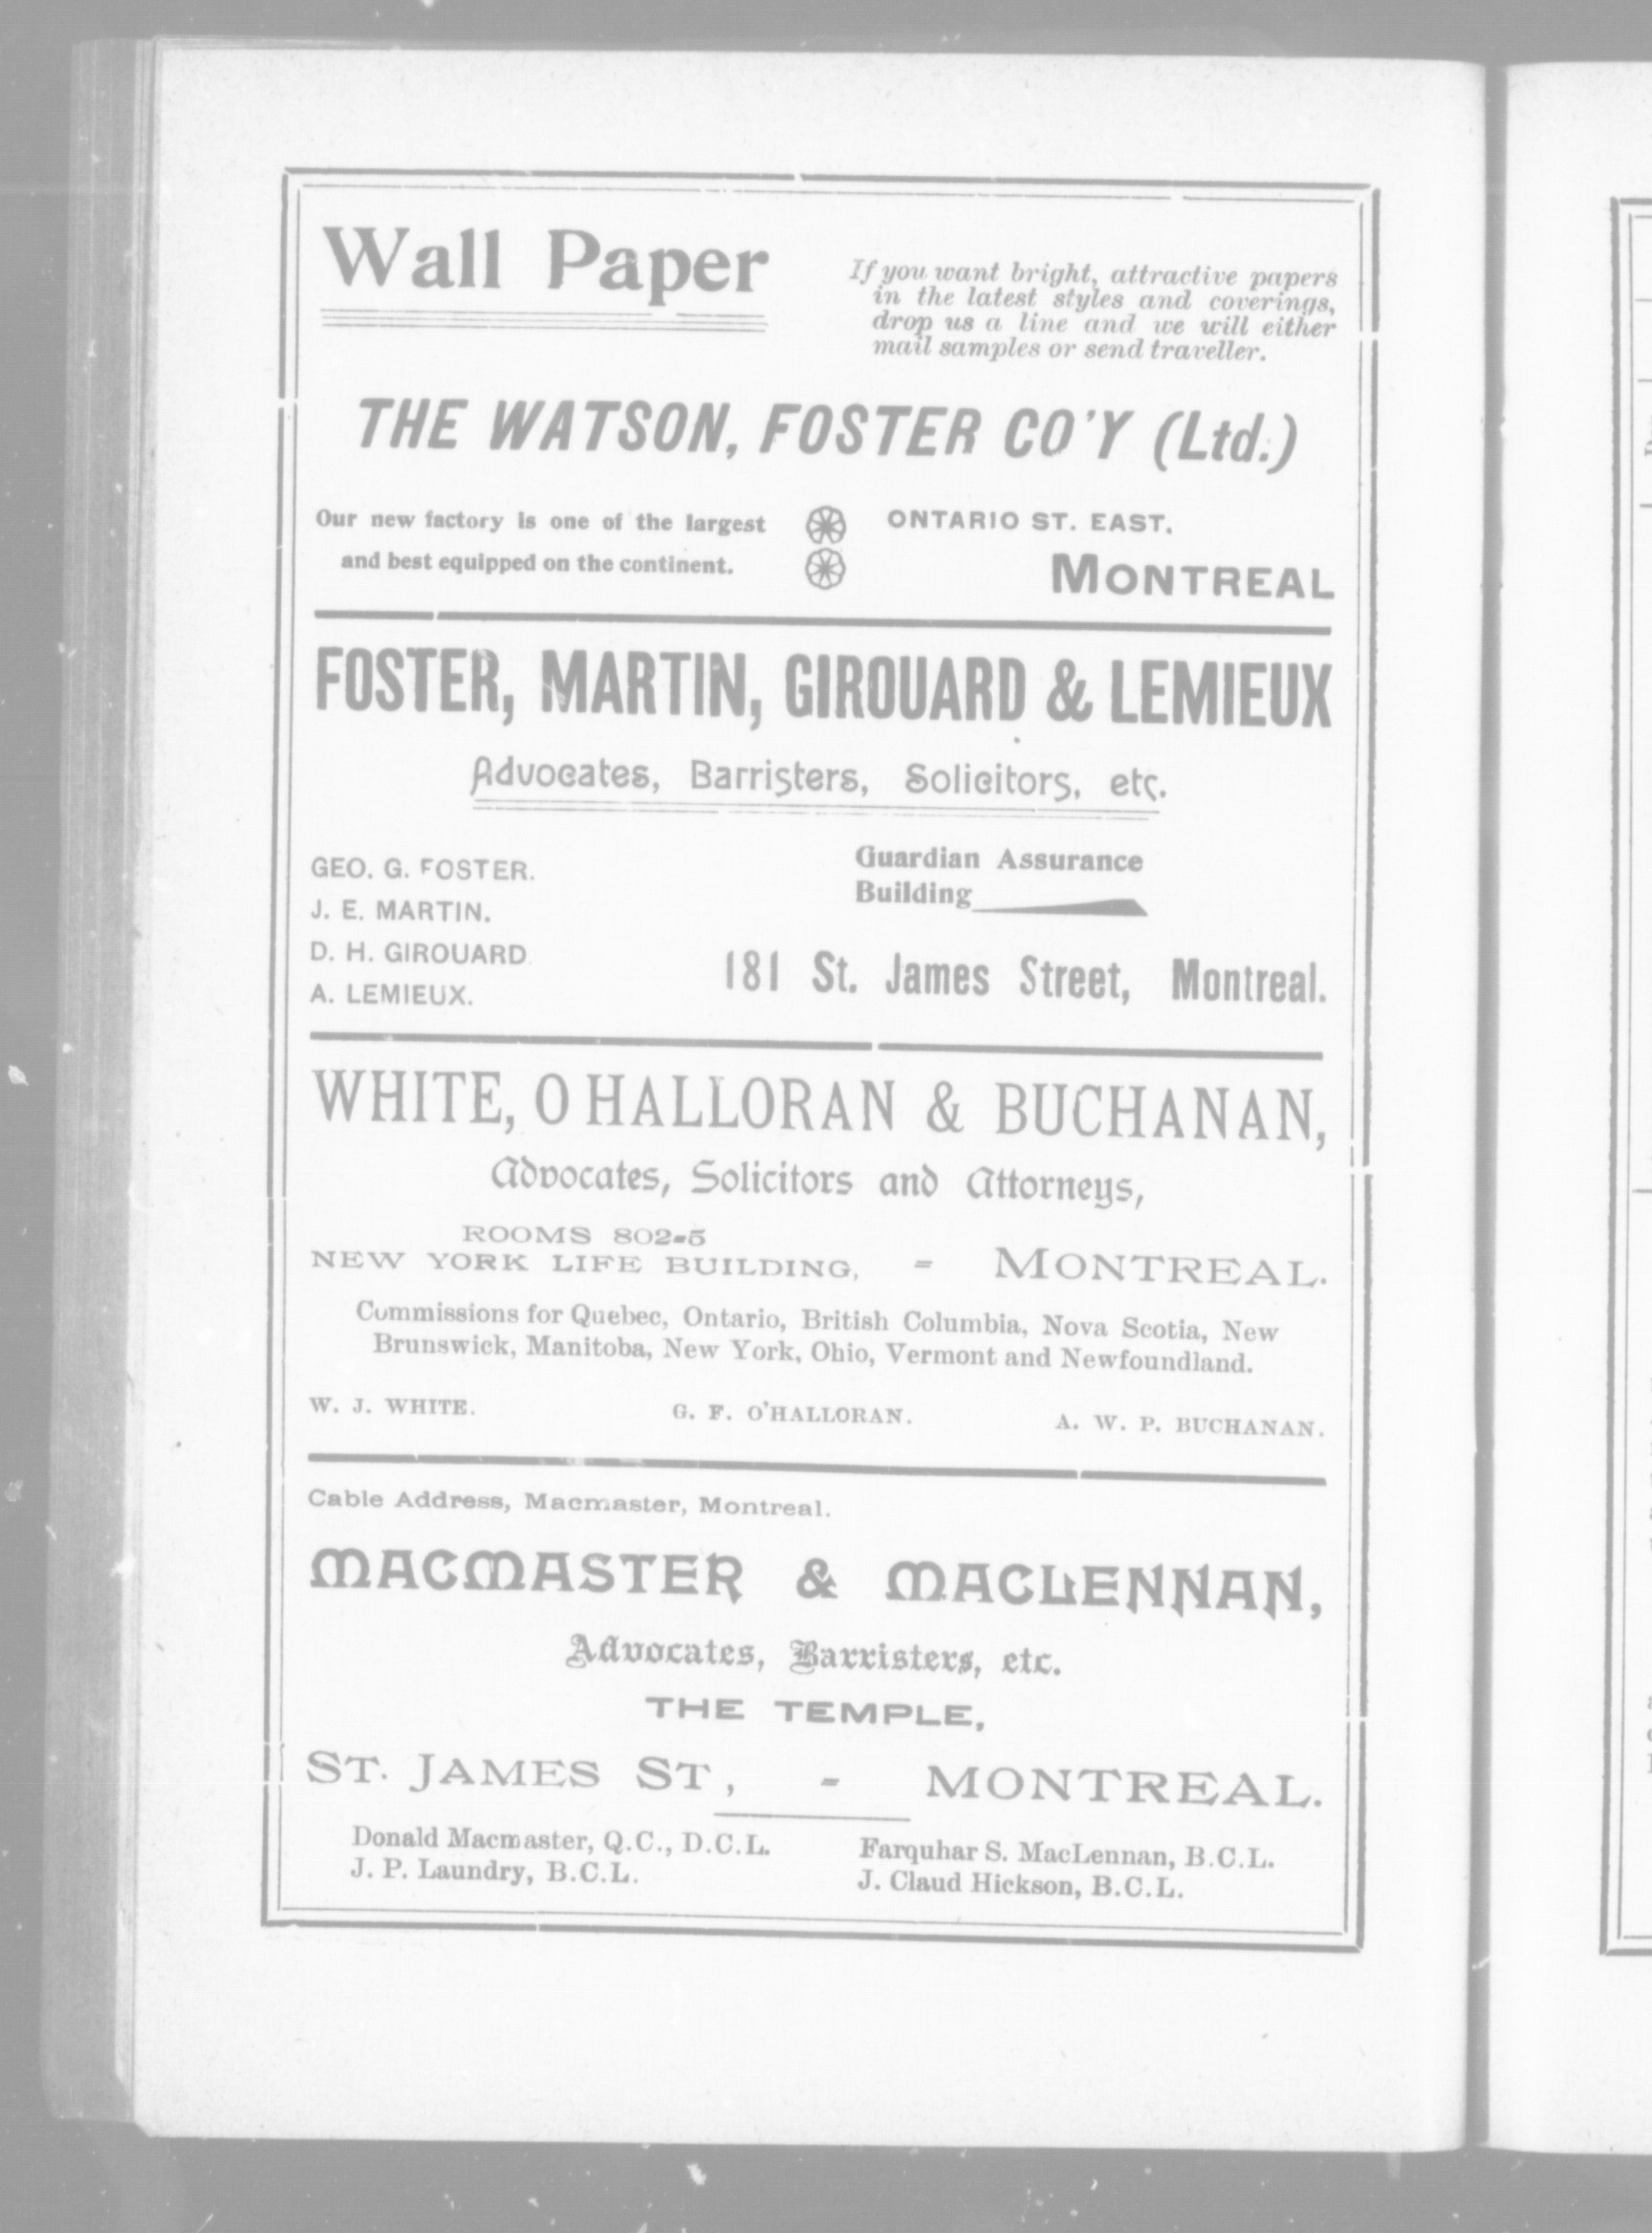 Wall Paper
If you want bright, attractive papers
in the latest styles and coverings,
drop us a line and we will either
mail samples or send traveller.
THE WATSON, FOSTER CO'Y (Ltd.)
Our new factory is one of the largest
and best equipped on the continent.
ONTARIO ST. EAST.
MONTREAL
FOSTER, MARTIN, GIROUARD & LEMIEUX
Advocates, Barristers, Solicitors, etc.
GEO. G. FOSTER.
J. E. MARTIN.
D. H. GIROUARD
A. LEMIEUX.
Guardian Assurance
Building
181 St. James Street, Montreal.
WHITE, O HALLORAN & BUCHANAN,
Advocates, Solicitors and Attorneys,
ROOMS 802-5
NEW YORK LIFE BUILDING, - MONTREAL.
Commissions for Quebec, Ontario, British Columbia, Nova Scotia, New
Brunswick, Manitoba, New York, Ohio, Vermont and Newfoundland.
W. J. WHITE. G. F. O'HALLORAN. A. W. P. BUCHANAN.
Cable Address, Macmaster, Montreal.
MACMASTER & MACLENNAN,
Advocates, Barristers, etc.
THE TEMPLE,
ST. JAMES ST, - MONTREAL.
Donald Macmaster, Q.C., D.C.L.
J. P. Laundry, B.C.L.
Farquhar S. MacLennan, B.C.L.
J. Claud Hickson, B.C.L.